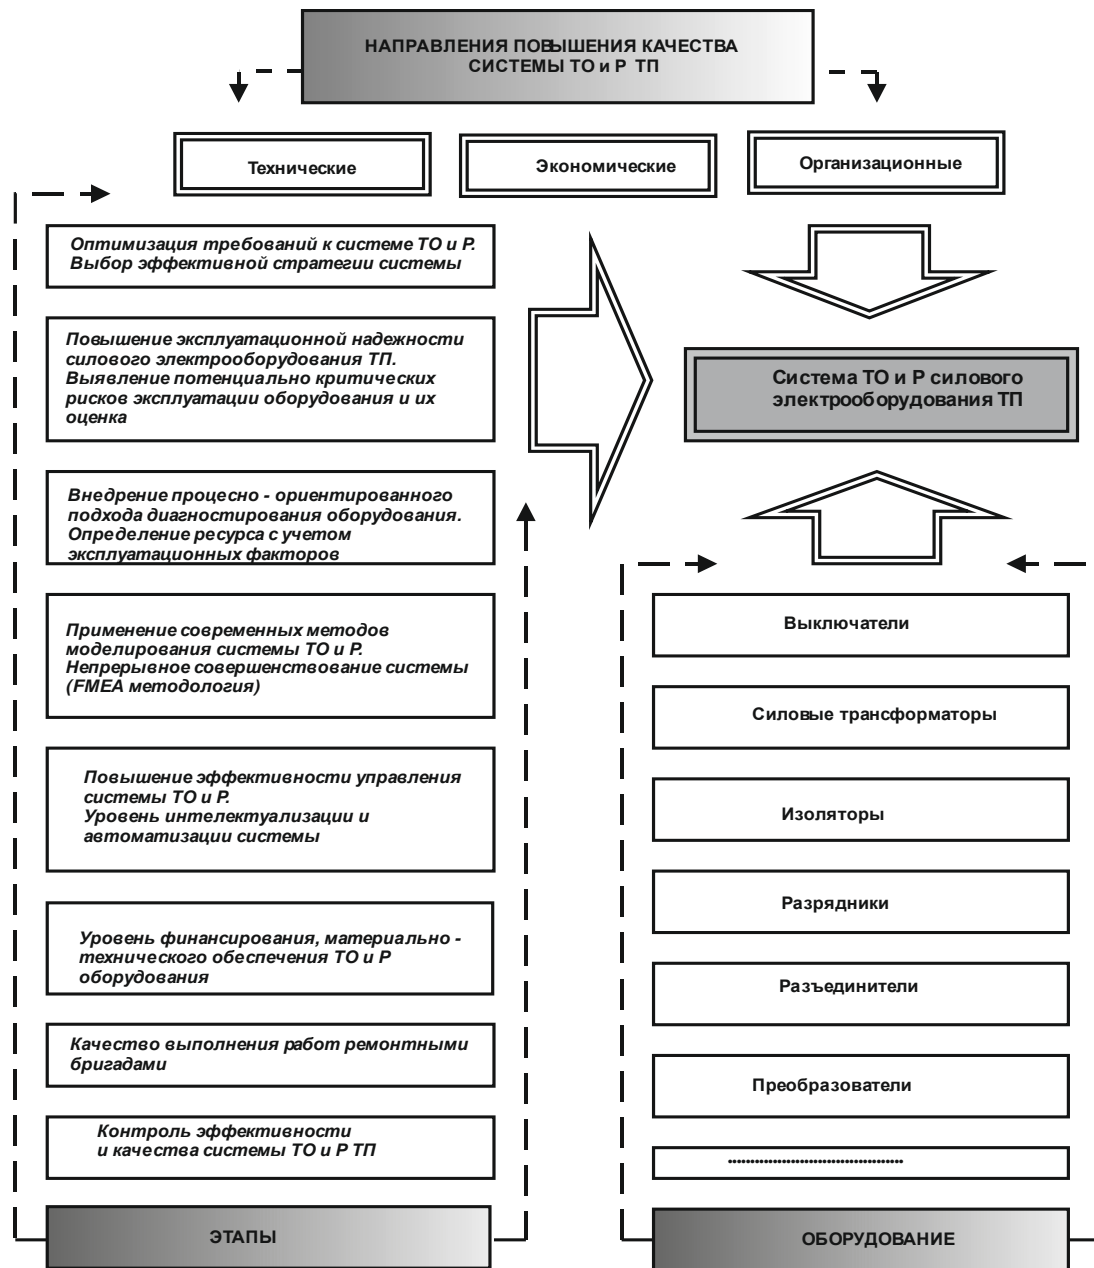 НАПРАВЛЕНИЯ ПОВЫШЕНИЯ КАЧЕСТВА
СИСТЕМЫ ТО и Р ТП
Технические
Экономические
Организационные
Оптимизация требований к системе ТО и Р.
Выбор эффективной стратегии системы
Повышение эксплуатационной надежности
силового электрооборудования ТП.
Выявление потенциально критических
рисков эксплуатации оборудования и их
оценка
Внедрение процесно - ориентированного
подхода диагностирования оборудования.
Определение ресурса с учетом
эксплуатационных факторов
Применение современных методов
моделирования системы ТО и Р.
Непрерывное совершенствование системы
(FMEA методология)
Повышение эффективности управления
системы ТО и Р.
Уровень интелектуализации и
автоматизации системы
Уровень финансирования, материально -
технического обеспечения ТО и Р
оборудования
Качество выполнения работ ремонтными
бригадами
Контроль эффективности
и качества системы ТО и Р ТП
ЭТАПЫ
Система ТО и Р силового
электрооборудования ТП
Выключатели
Силовые трансформаторы
Изоляторы
Разрядники
Разъединители
Преобразователи
.......................................
ОБОРУДОВАНИЕ